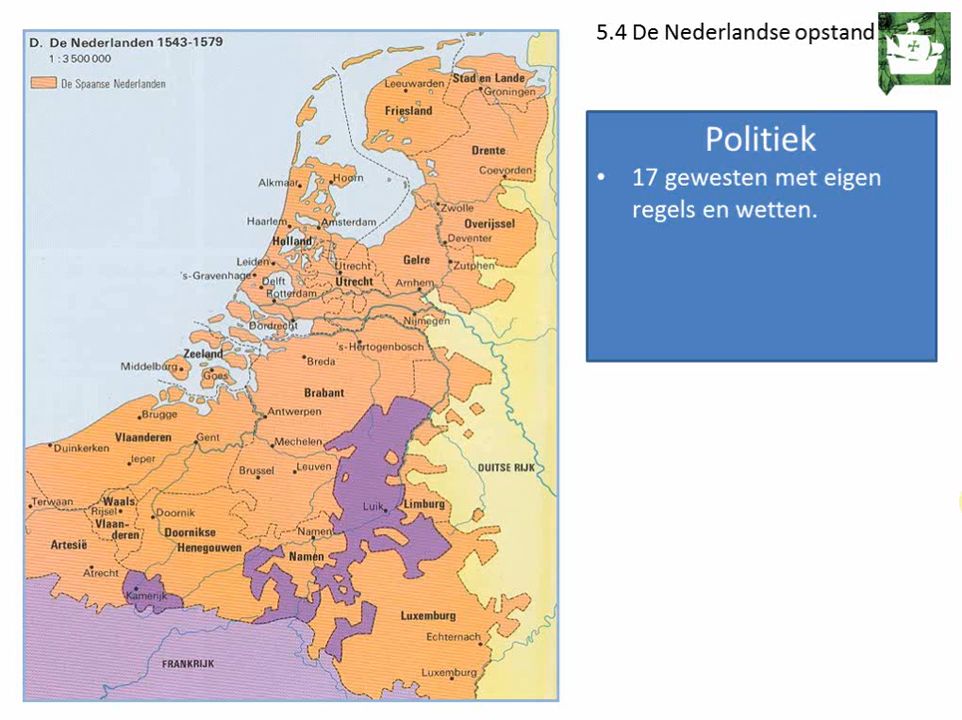 D. De Nederlanden 1543-1579
1 : 3 500 000
De Spaanse Nederlanden
5.4 De Nederlandse opstand
Politiek
• 17 gewesten met eigen
regels en wetten.
Leeuwarden
Stad en Lande
Groningen
Friesland
Drente
Coevorden
Alkmaar
Hoorn
Zwolle
Haarlem
Amsterdam
Overijssel
Holland
Deventer
Leiden
Utrecht
Gelre
Zutphen
's-Gravenhage
Delft
Utrecht
Arnhem
Rotterdam
Dordrecht
Nijmegen
's-Hertogenbosch
Zeeland
Breda
Middelburg
Goes
Brabant
Brugge
Antwerpen
Vlaanderen
Gent
Mechelen
Duinkerken
Ieper
Brussel
Leuven
DUITSE RIJK
Terwaan
Waals
Rijsel
Vlaan-
deren
Doornik
Luik
Limburg
Doornikse
Namen
Artesië
Henegouwen
Namen
Atrecht
Kamerijk
Luxemburg
Echternach
FRANKRIJK
Luxemburg